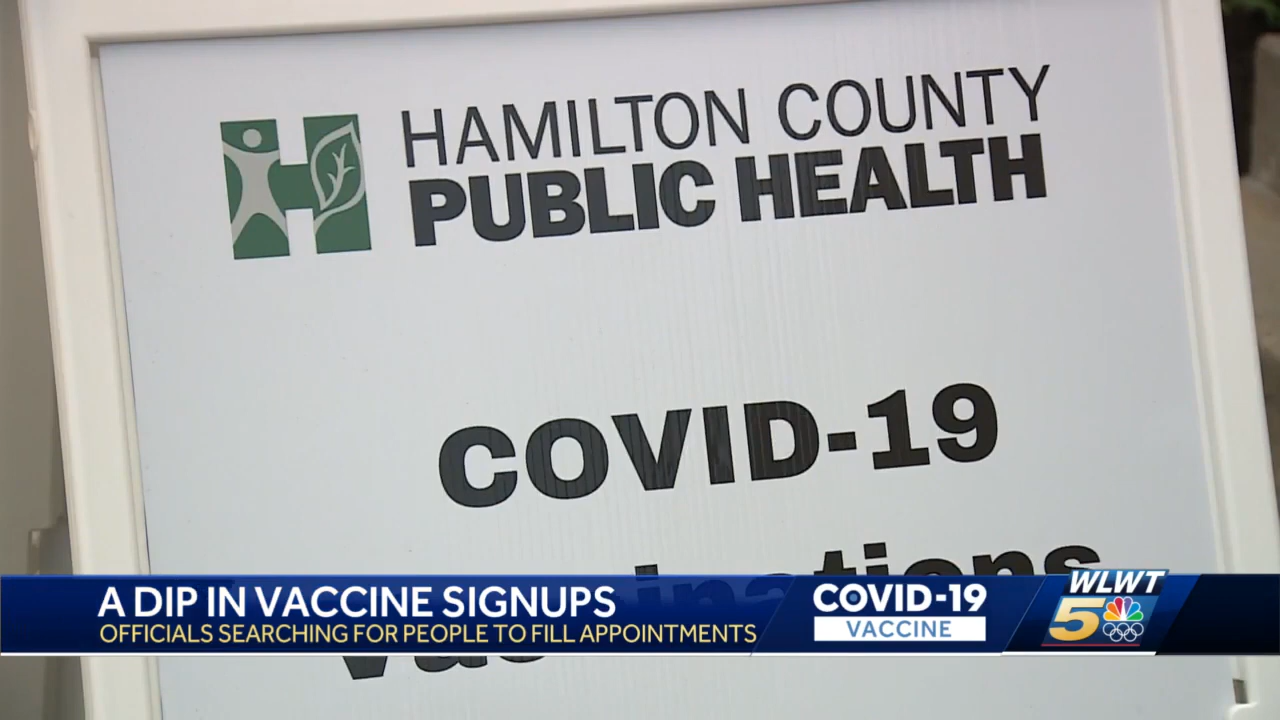 HAMILTON COUNTY
PUBLIC HEALTH
COVID-19
Vaccinations
A DIP IN VACCINE SIGNUPS
OFFICIALS SEARCHING FOR PEOPLE TO FILL APPOINTMENTS
COVID-19
VACCINE
WLWT
5